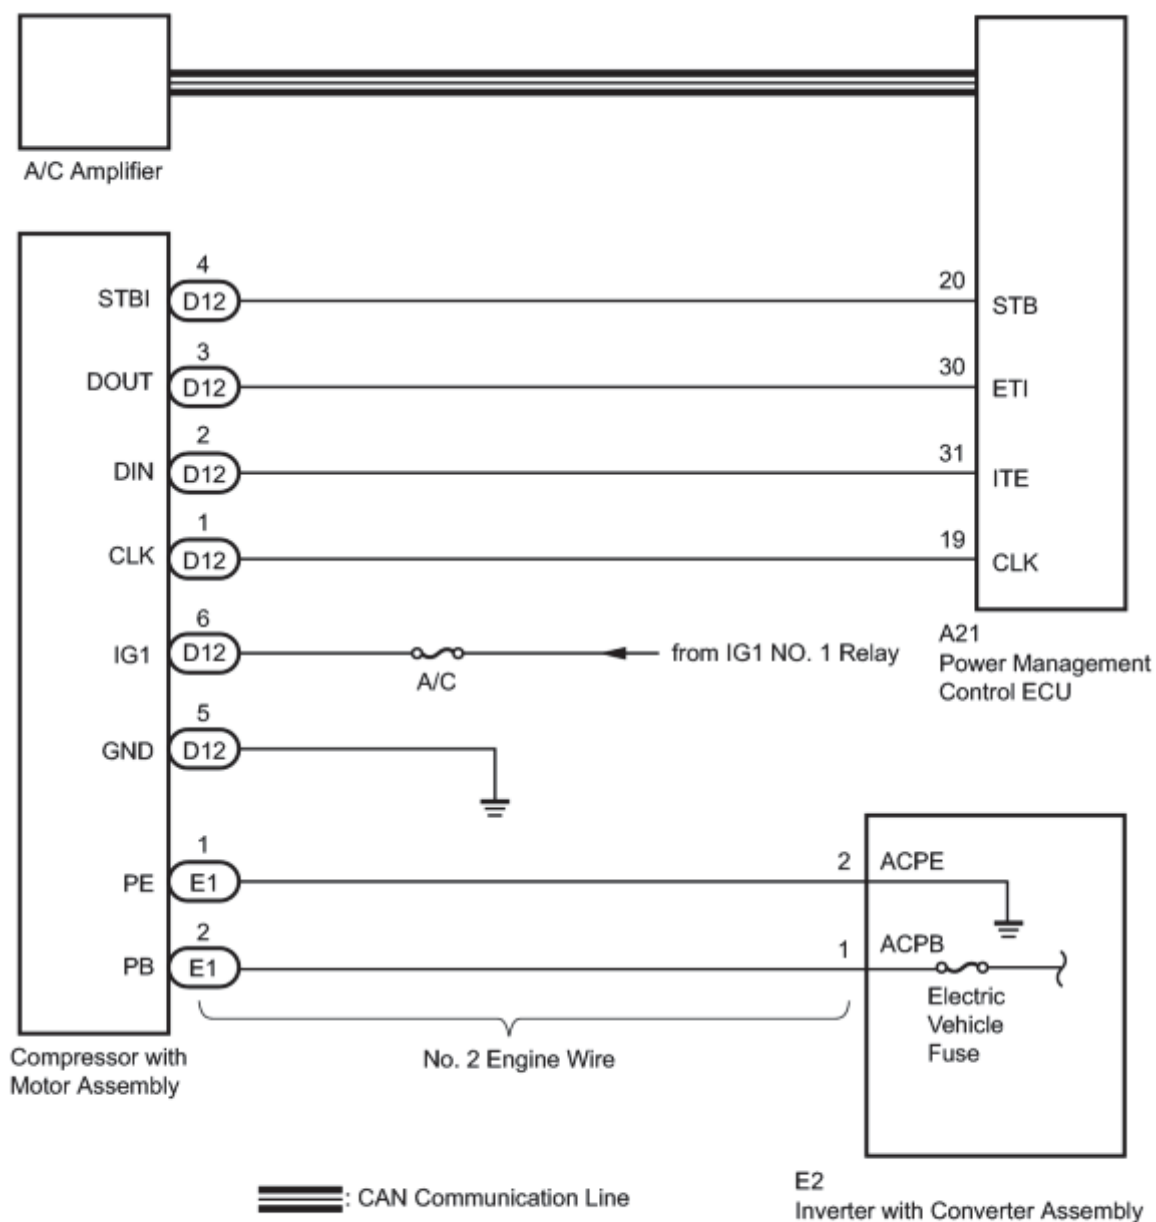 A/C Amplifier
4
STBI D12
20
STB
3
DOUT D12
30
ETI
2
DIN D12
31
ITE
1
CLK D12
19
CLK
6
IG1 D12
A/C
from IG1 NO. 1 Relay
A21
Power Management
Control ECU
5
GND D12
1
PE E1
2 ACPE
2
PB E1
1 ACPB
Electric
Vehicle
Fuse
Compressor with
Motor Assembly
No. 2 Engine Wire
: CAN Communication Line
E2
Inverter with Converter Assembly